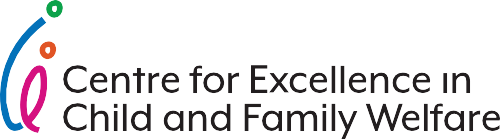 Centre for Excellence in
Child and Family Welfare